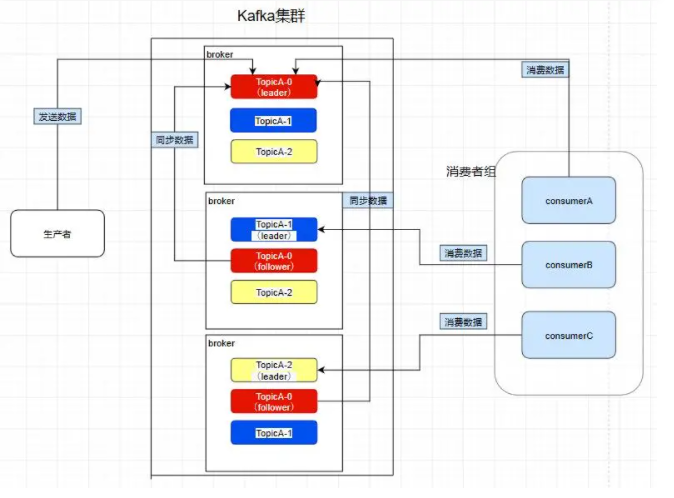 Kafka集群
broker
TopicA-0
（leader）
TopicA-1
TopicA-2
消费数据
发送数据
同步数据
消费者组
consumerA
broker
同步数据
TopicA-1
（leader）
TopicA-0
（follower）
TopicA-2
生产者
消费数据
consumerB
消费数据
consumerC
broker
TopicA-2
（leader）
TopicA-0
（follower）
TopicA-1